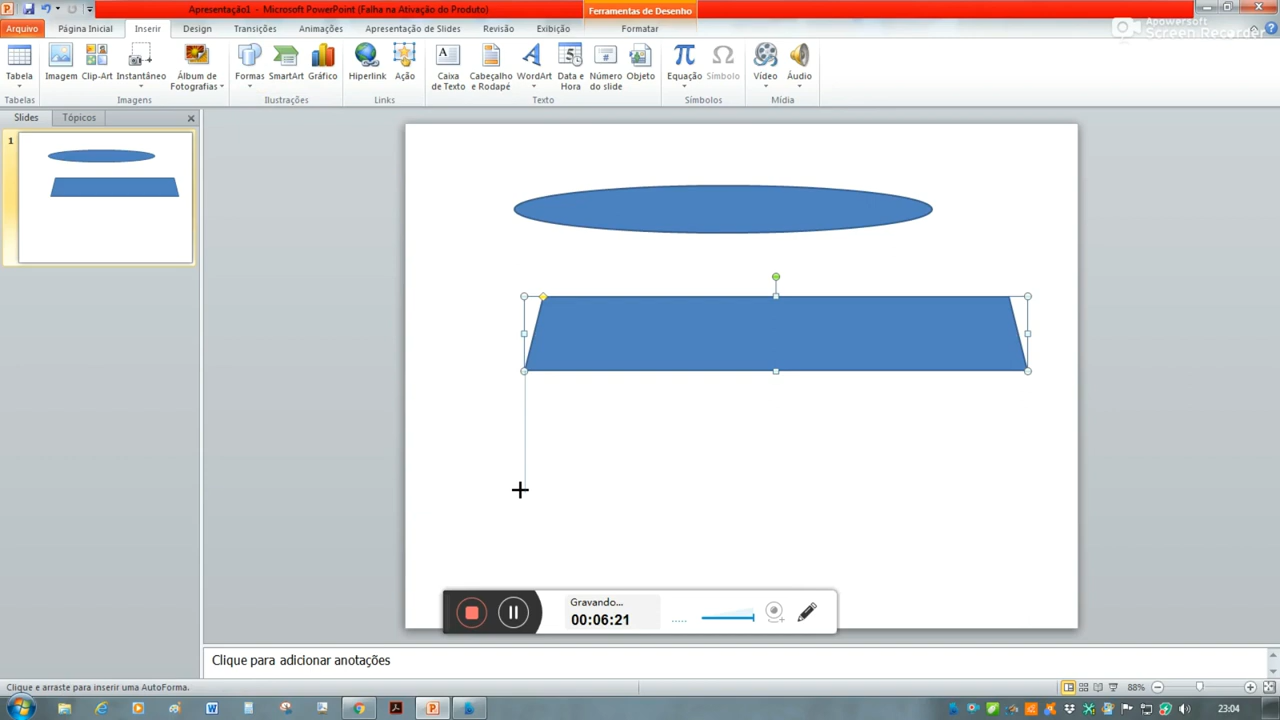 Apresentação1 - Microsoft PowerPoint (Falha na Ativação do Produto)
Ferramentas de Desenho
Arquivo Página Inicial Inserir Design Transições Animações Apresentação de Slides Revisão Exibição Formatar
Apowersoft
Screen Recorder
Tabela Imagem Clip-Art Instantâneo Álbum de Fotografias Formas SmartArt Gráfico Hiperlink Ação Caixa de Texto Cabeçalho e Rodapé WordArt Data e Hora Número do slide Objeto Equação Símbolo Vídeo Áudio
Tabelas Imagens Ilustrações Links Texto Símbolos Mídia
Slides Tópicos
1
Gravando...
00:06:21
Clique para adicionar anotações
Clique e arraste para inserir uma AutoForma.
88%
23:04